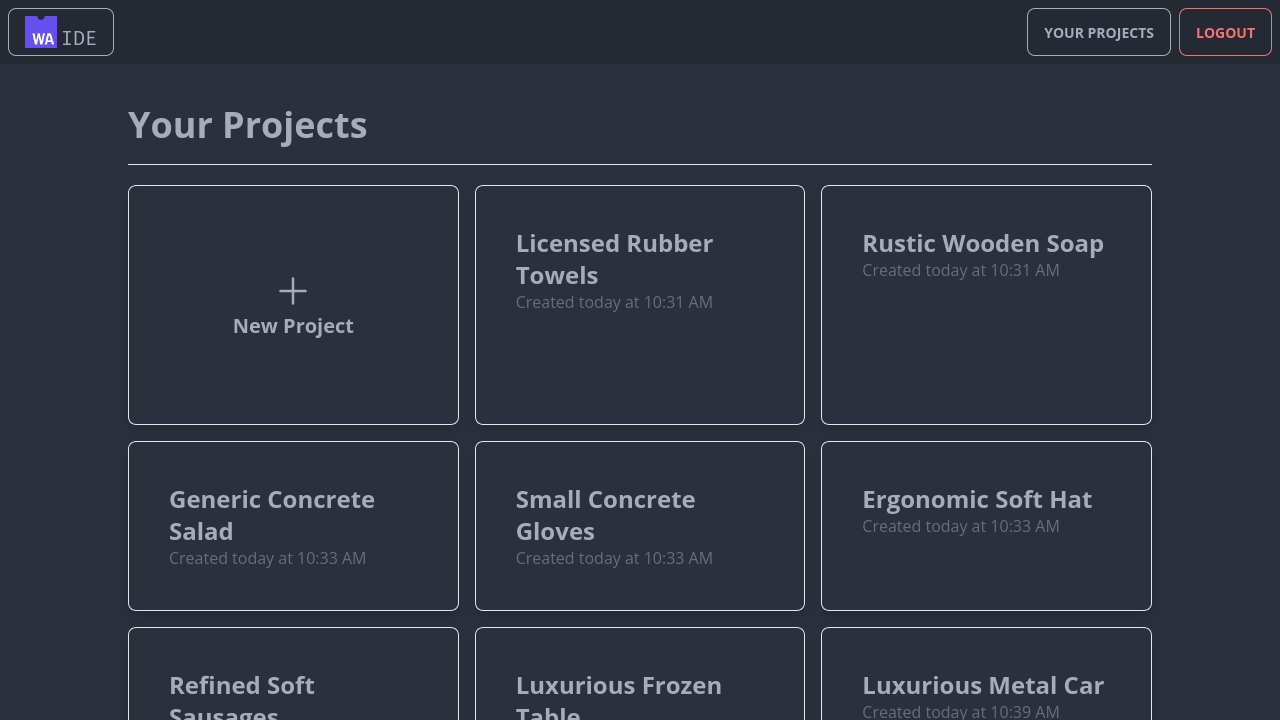 WA IDE
YOUR PROJECTS
LOGOUT
Your Projects
New Project
Licensed Rubber
Towels
Created today at 10:31 AM
Rustic Wooden Soap
Created today at 10:31 AM
Generic Concrete
Salad
Created today at 10:33 AM
Small Concrete
Gloves
Created today at 10:33 AM
Ergonomic Soft Hat
Created today at 10:33 AM
Refined Soft
Sausages
Luxurious Frozen
Table
Luxurious Metal Car
Created today at 10:39 AM